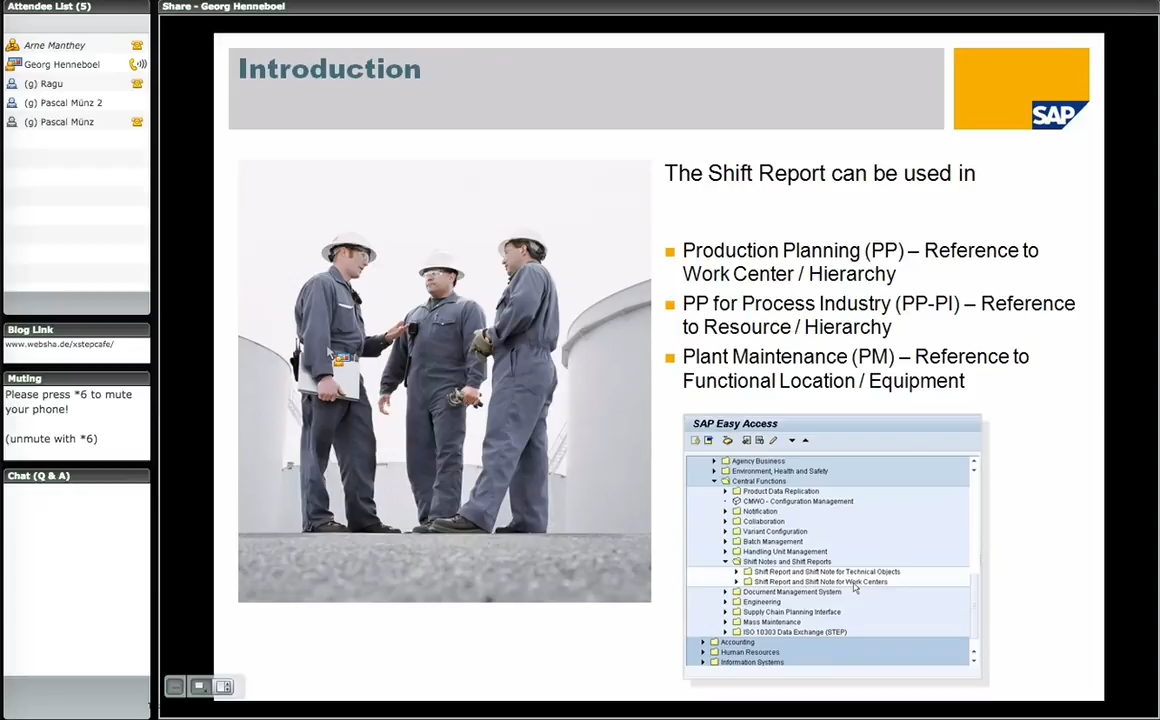 Attendee List (5)
Arne Manthey
Georg Henneboel
(g) Ragu
(g) Pascal Münz 2
(g) Pascal Münz
Blog Link
www.websha.de/xstepcafe/
Muting
Please press *6 to mute
your phone!
(unmute with *6)
Chat (Q & A)
Share - Georg Henneboel
Introduction
SAP
The Shift Report can be used in
Production Planning (PP) – Reference to
Work Center / Hierarchy
PP for Process Industry (PP-PI) – Reference
to Resource / Hierarchy
Plant Maintenance (PM) – Reference to
Functional Location / Equipment
SAP Easy Access
Agency Business
Environment, Health and Safety
Central Functions
Product Data Replication
CMWO - Configuration Management
Notification
Collaboration
Variant Configuration
Batch Management
Handling Unit Management
Shift Notes and Shift Reports
Shift Report and Shift Note for Technical Objects
Shift Report and Shift Note for Work Centers
Document Management System
Engineering
Supply Chain Planning Interface
Mass Maintenance
ISO 10303 Data Exchange (STEP)
Accounting
Human Resources
Information Systems